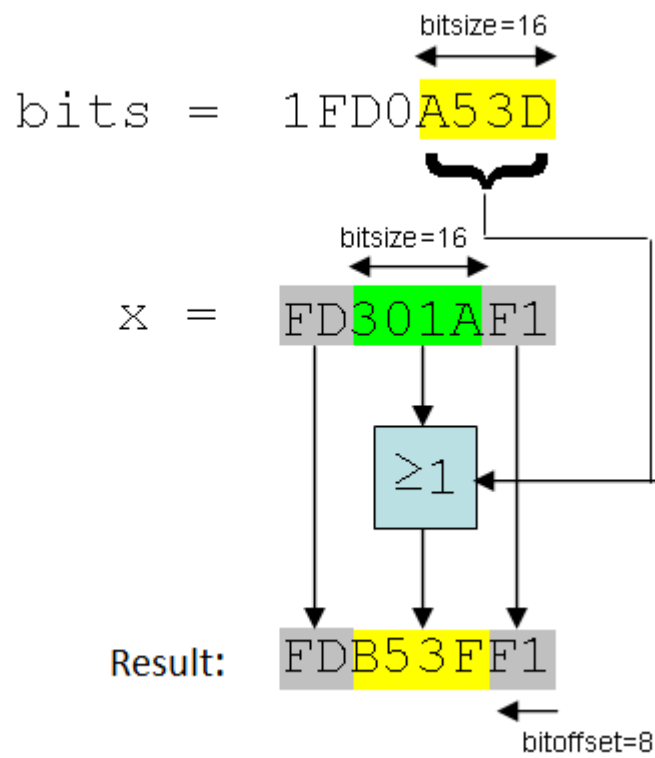 bitsize=16
bits = 1FD0A53D
bitsize=16
x = FD301AF1
≥1
Result: FDB53FF1
bitoffset=8